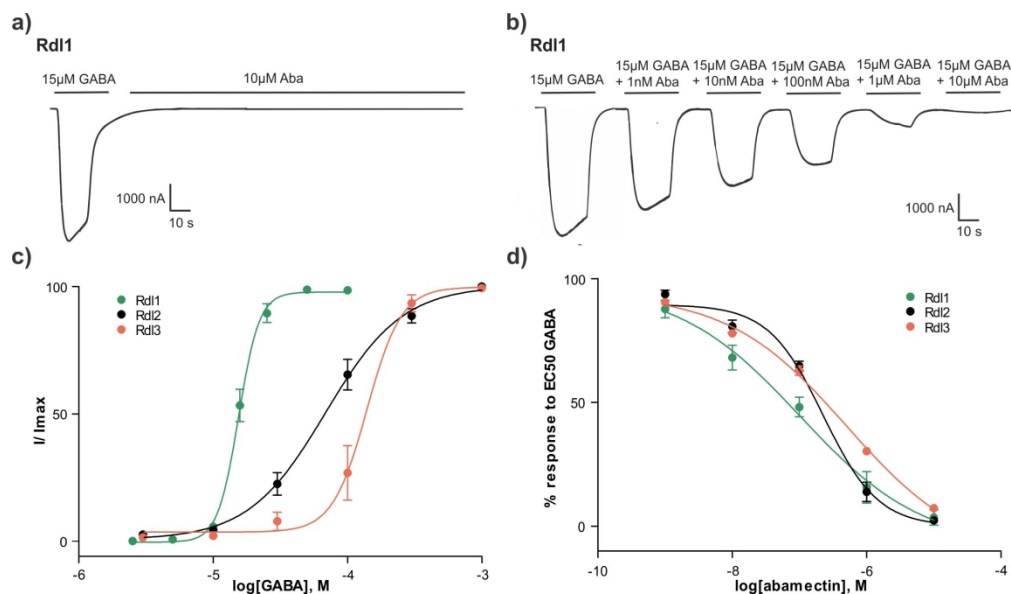 a)
Rdl1
15µM GABA
10µM Aba
1000 nA
10 s
b)
Rdl1
15µM GABA
15µM GABA
+ 1nM Aba
15µM GABA
+ 10nM Aba
15µM GABA
+ 100nM Aba
15µM GABA
+ 1µM Aba
15µM GABA
+ 10µM Aba
1000 nA
10 s
c)
Rdl1
Rdl2
Rdl3
I/ Imax
100
50
0
-6
-5
-4
-3
log[GABA], M
d)
Rdl1
Rdl2
Rdl3
% response to EC50 GABA
100
50
0
-10
-8
-6
-4
log[abamectin], M